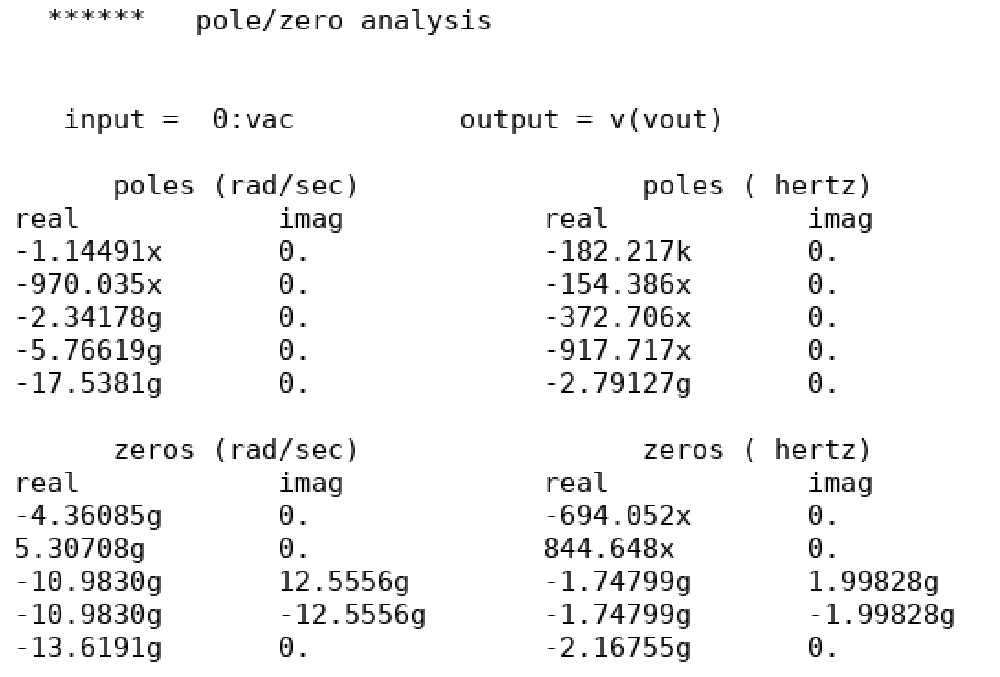 ****** pole/zero analysis
input = 0:vac output = v(vout)
poles (rad/sec) poles ( hertz)
real imag real imag
-1.14491x 0. -182.217k 0.
-970.035x 0. -154.386x 0.
-2.34178g 0. -372.706x 0.
-5.76619g 0. -917.717x 0.
-17.5381g 0. -2.79127g 0.
zeros (rad/sec) zeros ( hertz)
real imag real imag
-4.36085g 0. -694.052x 0.
5.30708g 0. 844.648x 0.
-10.9830g 12.5556g -1.74799g 1.99828g
-10.9830g -12.5556g -1.74799g -1.99828g
-13.6191g 0. -2.16755g 0.